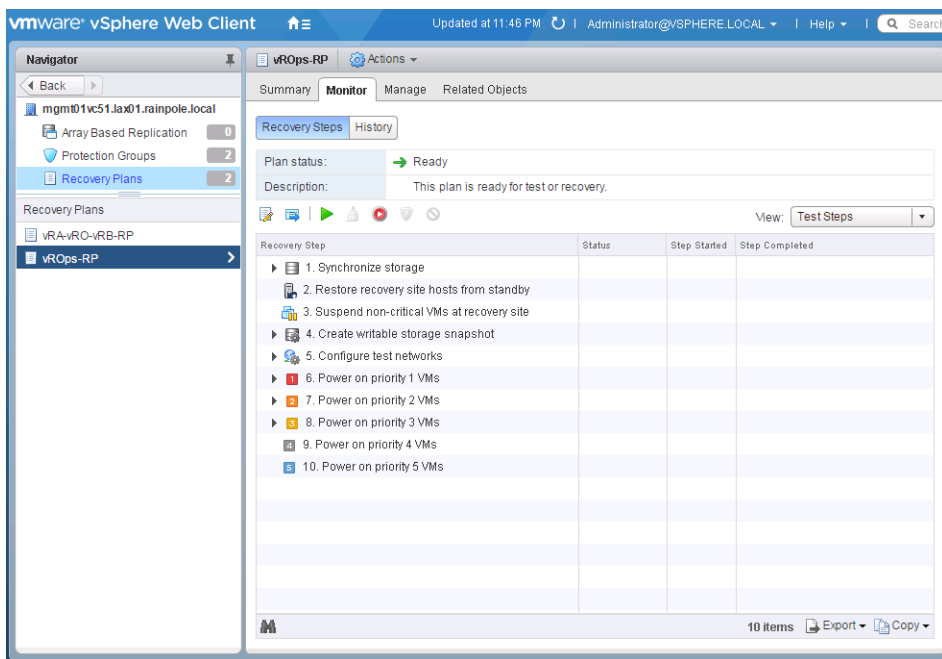 vmware® vSphere Web Client Updated at 11:46 PM | Administrator@VSPHERE.LOCAL | Help | Search
Navigator
Back
mgmt01vc51.lax01.rainpole.local
Array Based Replication 0
Protection Groups 2
Recovery Plans 2
Recovery Plans
vRA-vRO-vRB-RP
vROps-RP
vROps-RP Actions
Summary Monitor Manage Related Objects
Recovery Steps History
Plan status: Ready
Description: This plan is ready for test or recovery.
View: Test Steps
Recovery Step Status Step Started Step Completed
1. Synchronize storage
2. Restore recovery site hosts from standby
3. Suspend non-critical VMs at recovery site
4. Create writable storage snapshot
5. Configure test networks
1 6. Power on priority 1 VMs
2 7. Power on priority 2 VMs
3 8. Power on priority 3 VMs
4 9. Power on priority 4 VMs
5 10. Power on priority 5 VMs
10 items Export Copy